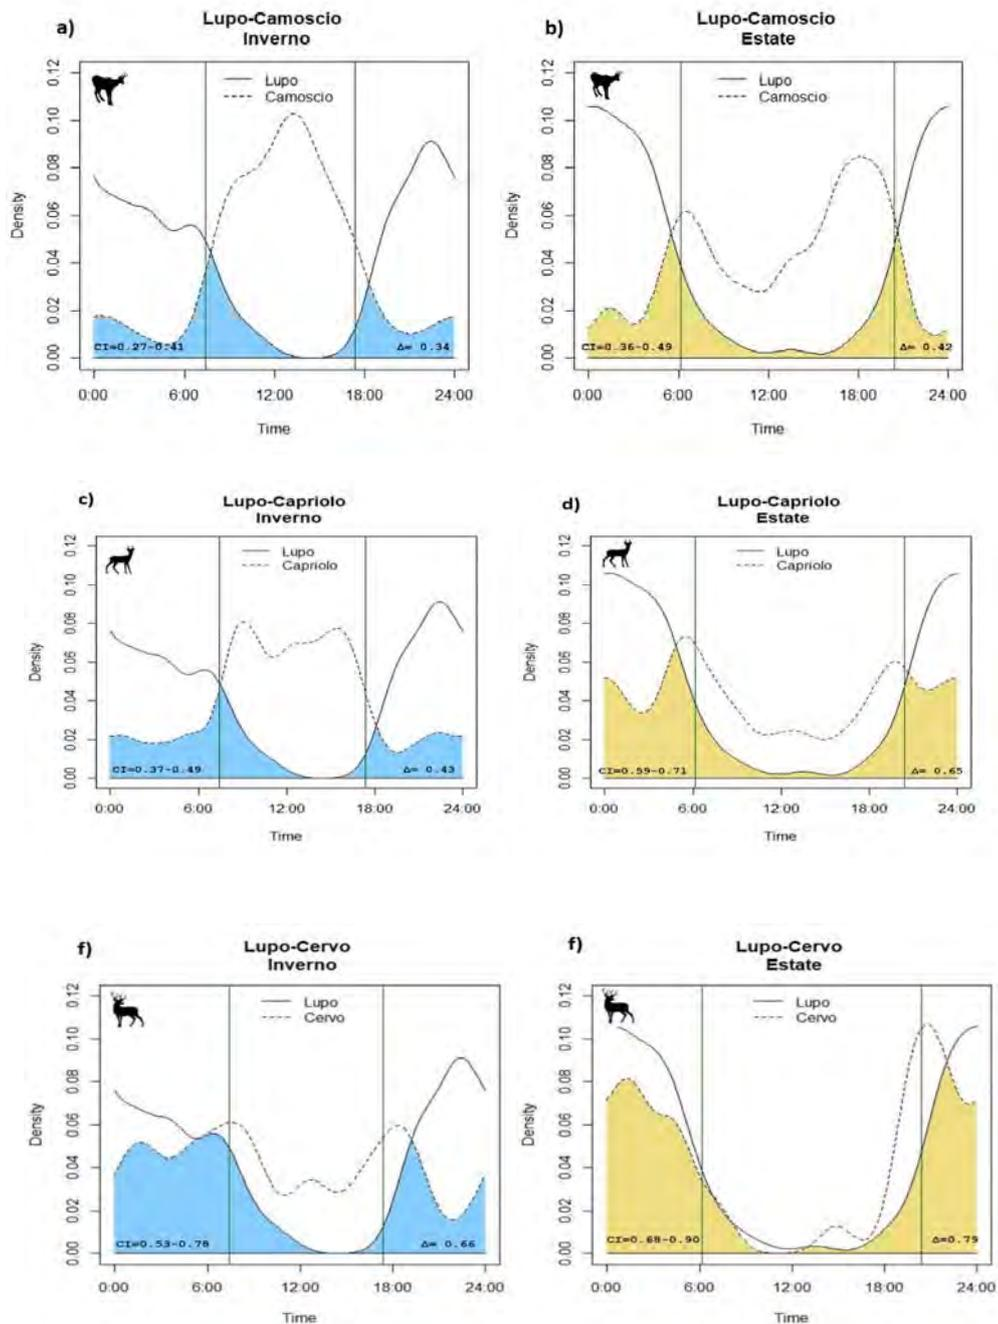 a)
Lupo-Camoscio
Inverno
Lupo
Camoscio
Density
0.00
0.02
0.04
0.06
0.08
0.10
0.12
CI=0.27-0.41
Δ= 0.34
0:00
6:00
12:00
18:00
24:00
Time
b)
Lupo-Camoscio
Estate
Lupo
Camoscio
Density
0.00
0.02
0.04
0.06
0.08
0.10
0.12
CI=0.36-0.49
Δ= 0.42
0:00
6:00
12:00
18:00
24:00
Time
c)
Lupo-Capriolo
Inverno
Lupo
Capriolo
Density
0.00
0.02
0.04
0.06
0.08
0.10
0.12
CI=0.37-0.49
Δ= 0.43
0:00
6:00
12:00
18:00
24:00
Time
d)
Lupo-Capriolo
Estate
Lupo
Capriolo
Density
0.00
0.02
0.04
0.06
0.08
0.10
0.12
CI=0.59-0.71
Δ= 0.65
0:00
6:00
12:00
18:00
24:00
Time
f)
Lupo-Cervo
Inverno
Lupo
Cervo
Density
0.00
0.02
0.04
0.06
0.08
0.10
0.12
CI=0.53-0.78
Δ= 0.66
0:00
6:00
12:00
18:00
24:00
Time
f)
Lupo-Cervo
Estate
Lupo
Cervo
Density
0.00
0.02
0.04
0.06
0.08
0.10
0.12
CI=0.68-0.90
Δ=0.79
0:00
6:00
12:00
18:00
24:00
Time